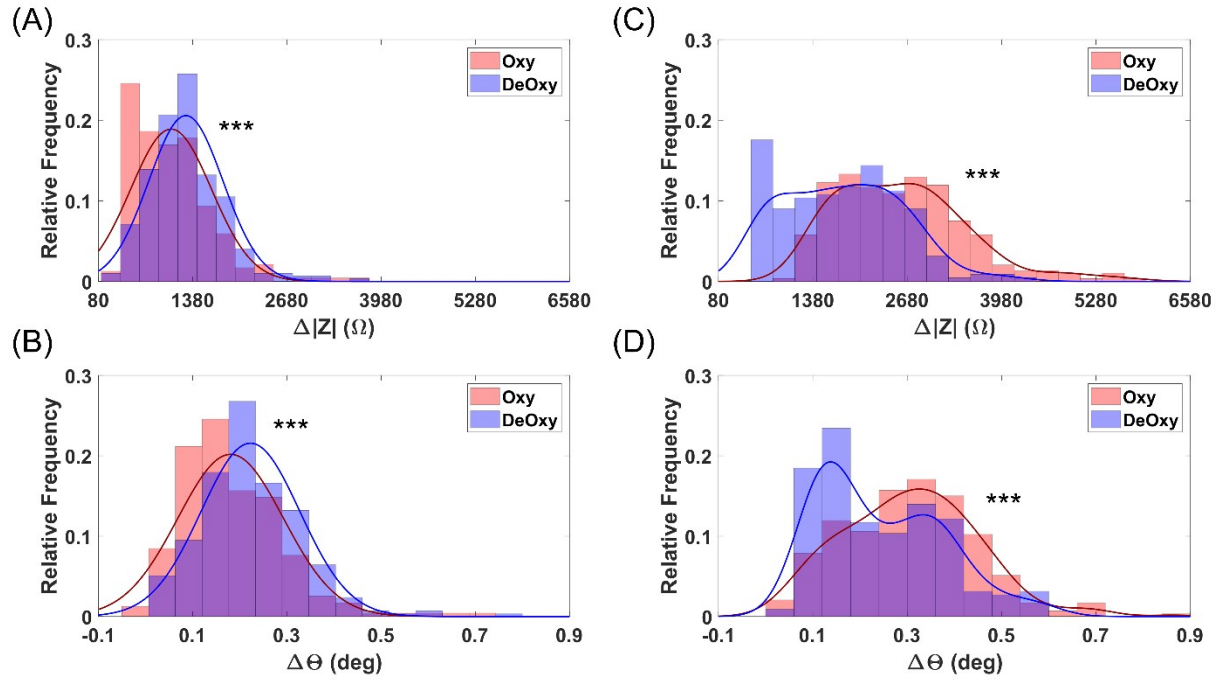 (A)
0.3
0.2
0.1
0
Relative Frequency
Oxy
DeOxy
***
80 1380 2680 3980 5280 6580
Δ|Z| (Ω)
(C)
0.3
0.2
0.1
0
Relative Frequency
Oxy
DeOxy
***
80 1380 2680 3980 5280 6580
Δ|Z| (Ω)
(B)
0.3
0.2
0.1
0
Relative Frequency
Oxy
DeOxy
***
-0.1 0.1 0.3 0.5 0.7 0.9
ΔΘ (deg)
(D)
0.3
0.2
0.1
0
Relative Frequency
Oxy
DeOxy
***
-0.1 0.1 0.3 0.5 0.7 0.9
ΔΘ (deg)